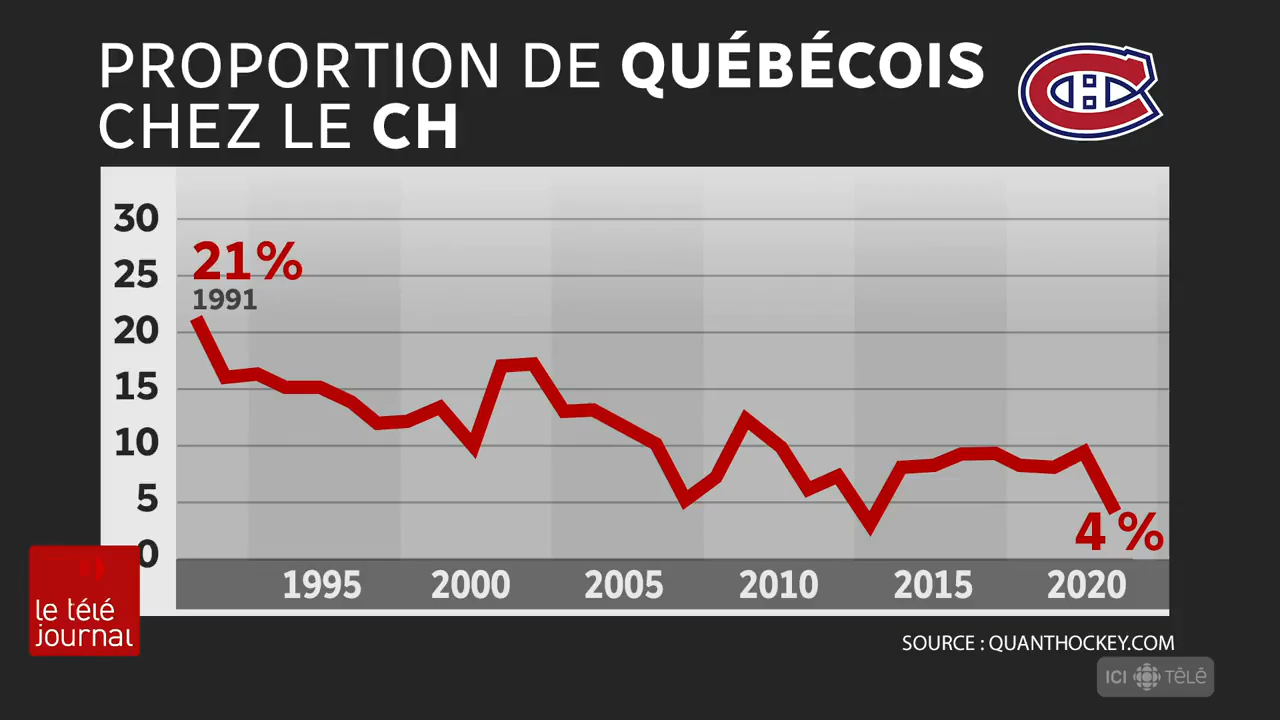 PROPORTION DE QUÉBÉCOIS
CHEZ LE CH
30
25
20
15
10
5
0
21%
1991
4 %
1995 2000 2005 2010 2015 2020
le télé
journal
SOURCE : QUANTHOCKEY.COM
ICI TÉLÉ